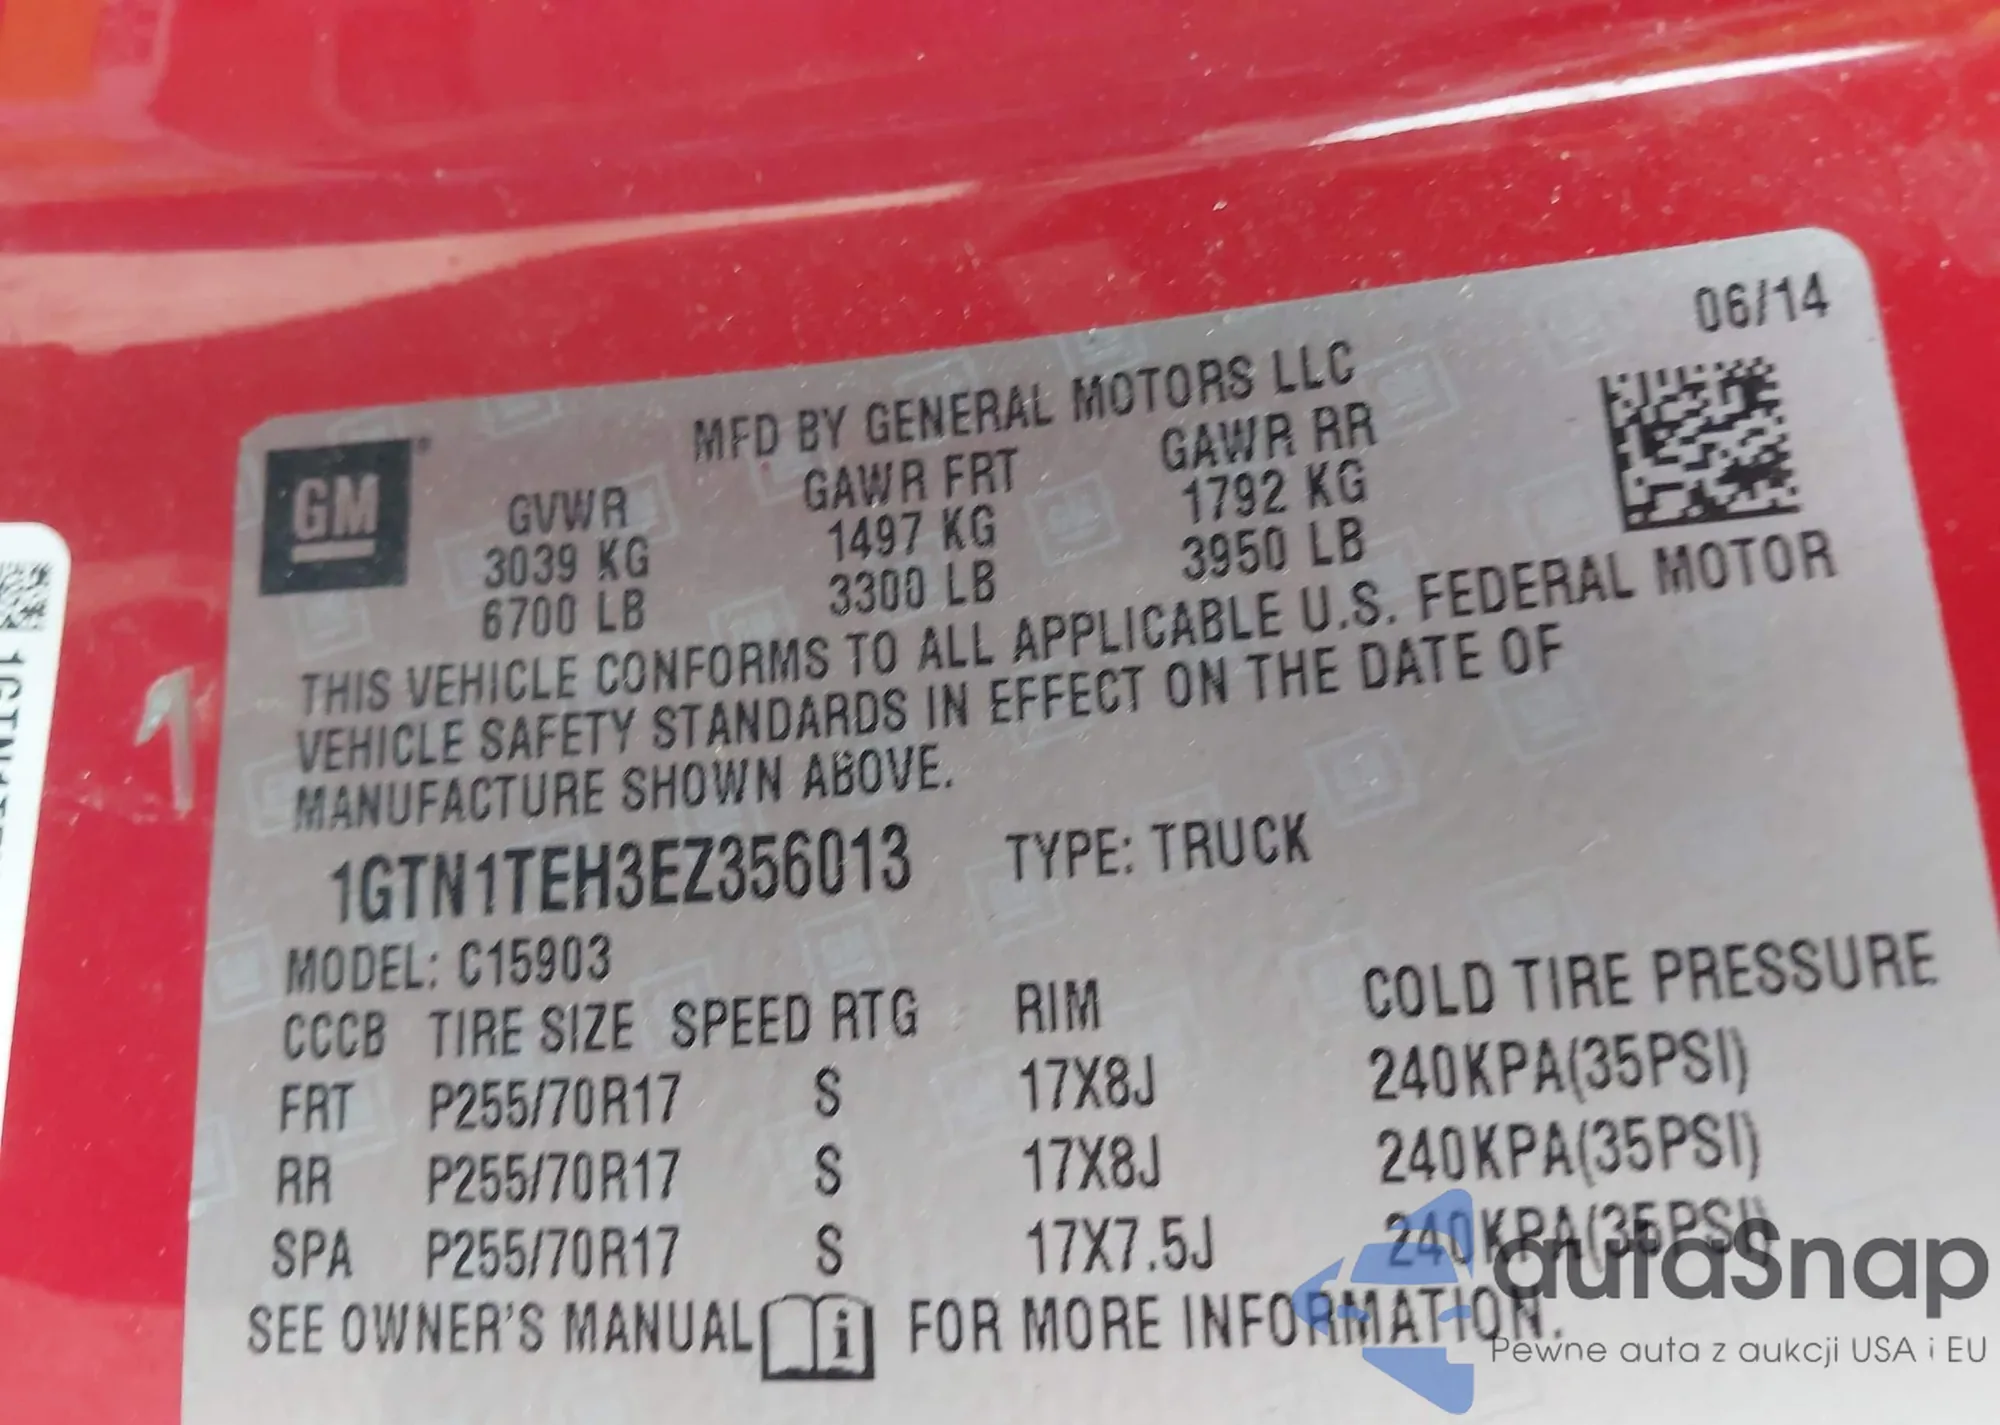 06/14
MFD BY GENERAL MOTORS LLC
GM
GVWR GAWR FRT GAWR RR
3039 KG 1497 KG 1792 KG
6700 LB 3300 LB 3950 LB
THIS VEHICLE CONFORMS TO ALL APPLICABLE U.S. FEDERAL MOTOR
VEHICLE SAFETY STANDARDS IN EFFECT ON THE DATE OF
MANUFACTURE SHOWN ABOVE.
1GTN1TEH3EZ356013 TYPE: TRUCK
MODEL: C15903
CCCB TIRE SIZE SPEED RTG RIM COLD TIRE PRESSURE
FRT P255/70R17 S 17X8J 240KPA(35PSI)
RR P255/70R17 S 17X8J 240KPA(35PSI)
SPA P255/70R17 S 17X7.5J 240KPA(35PSI)
SEE OWNER'S MANUAL i FOR MORE INFORMATION.
1
autaSnap
Pewne auta z aukcji USA i EU